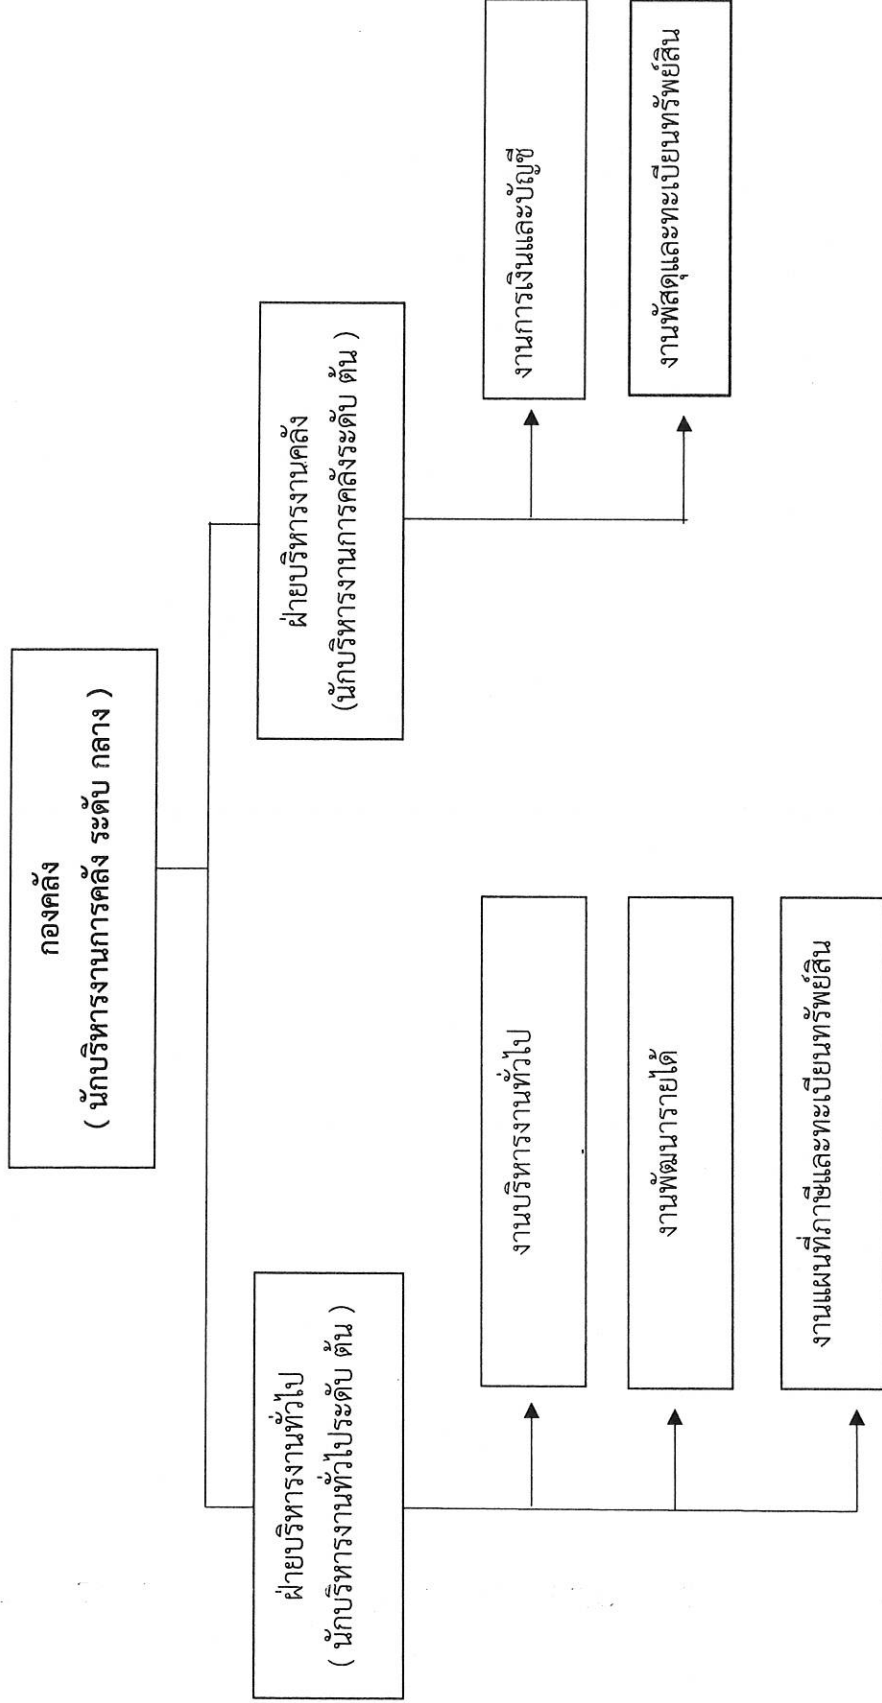 กองคลัง
( นักบริหารงานการคลัง ระดับ กลาง )
ฝ่ายบริหารงานทั่วไป
( นักบริหารงานทั่วไประดับ ต้น )
งานบริหารงานทั่วไป
งานพัฒนารายได้
งานแผนที่ภาษีและทะเบียนทรัพย์สิน
ฝ่ายบริหารงานคลัง
(นักบริหารงานการคลังระดับ ต้น )
งานการเงินและบัญชี
งานพัสดุและทะเบียนทรัพย์สิน